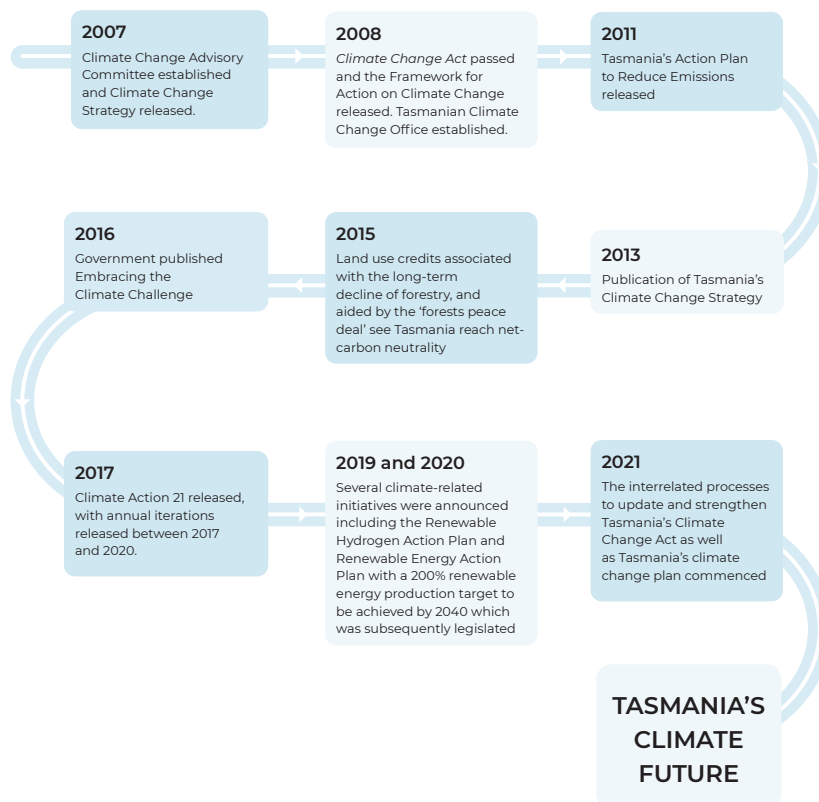 2007
Climate Change Advisory
Committee established
and Climate Change
Strategy released.
2008
Climate Change Act passed
and the Framework for
Action on Climate Change
released. Tasmanian Climate
Change Office established.
2011
Tasmania’s Action Plan
to Reduce Emissions
released
2013
Publication of Tasmania’s
Climate Change Strategy
2015
Land use credits associated
with the long-term
decline of forestry, and
aided by the ‘forests peace
deal’ see Tasmania reach net-
carbon neutrality
2016
Government published
Embracing the
Climate Challenge
2017
Climate Action 21 released,
with annual iterations
released between 2017
and 2020.
2019 and 2020
Several climate-related
initiatives were announced
including the Renewable
Hydrogen Action Plan and
Renewable Energy Action
Plan with a 200% renewable
energy production target to
be achieved by 2040 which
was subsequently legislated
2021
The interrelated processes
to update and strengthen
Tasmania’s Climate
Change Act as well
as Tasmania’s climate
change plan commenced
TASMANIA’S
CLIMATE
FUTURE